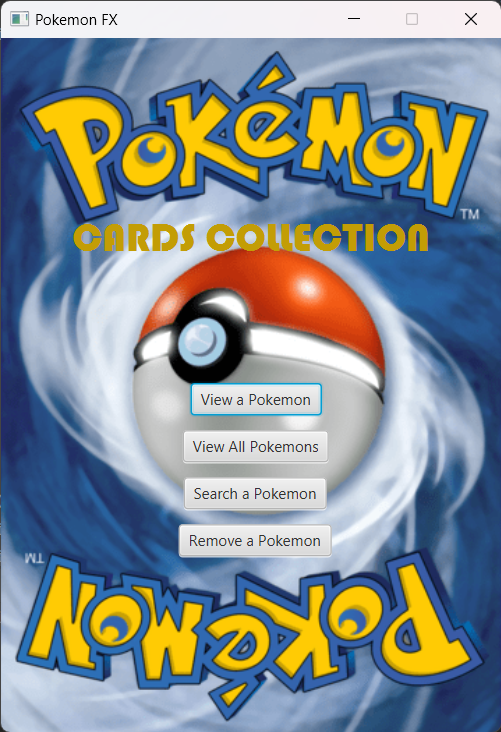 Pokemon FX
POKéMON
TM
CARDS COLLECTION
View a Pokemon
View All Pokemons
Search a Pokemon
Remove a Pokemon
TM
POKéMON